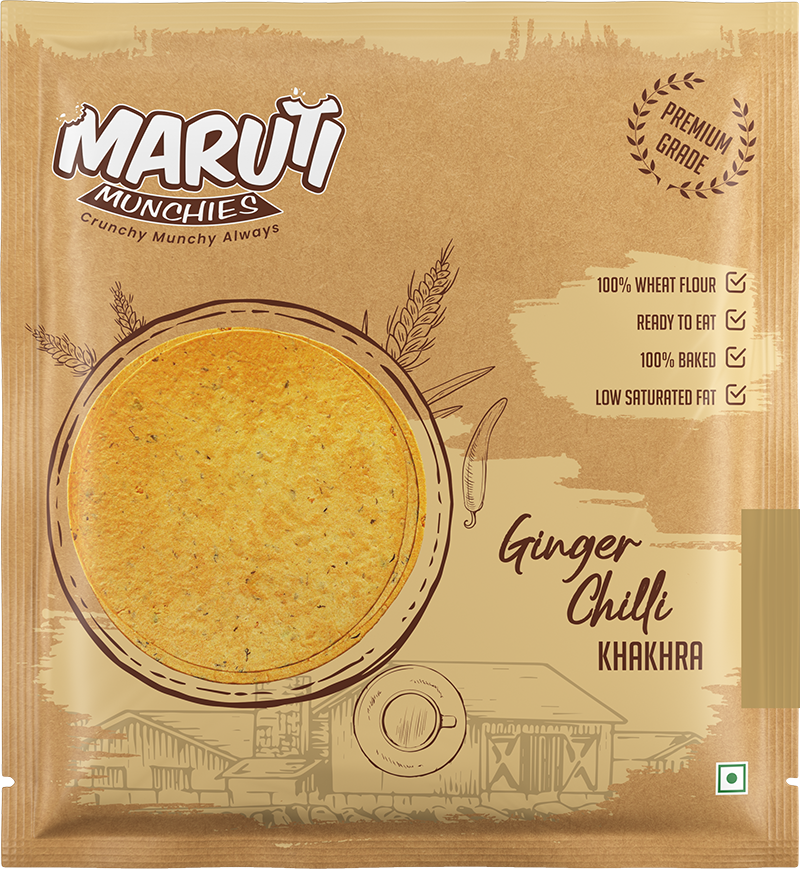 MARUTI
MUNCHIES
Crunchy Munchy Always
PREMIUM
GRADE
100% WHEAT FLOUR
READY TO EAT
100% BAKED
LOW SATURATED FAT
Ginger
Chilli
KHAKHRA